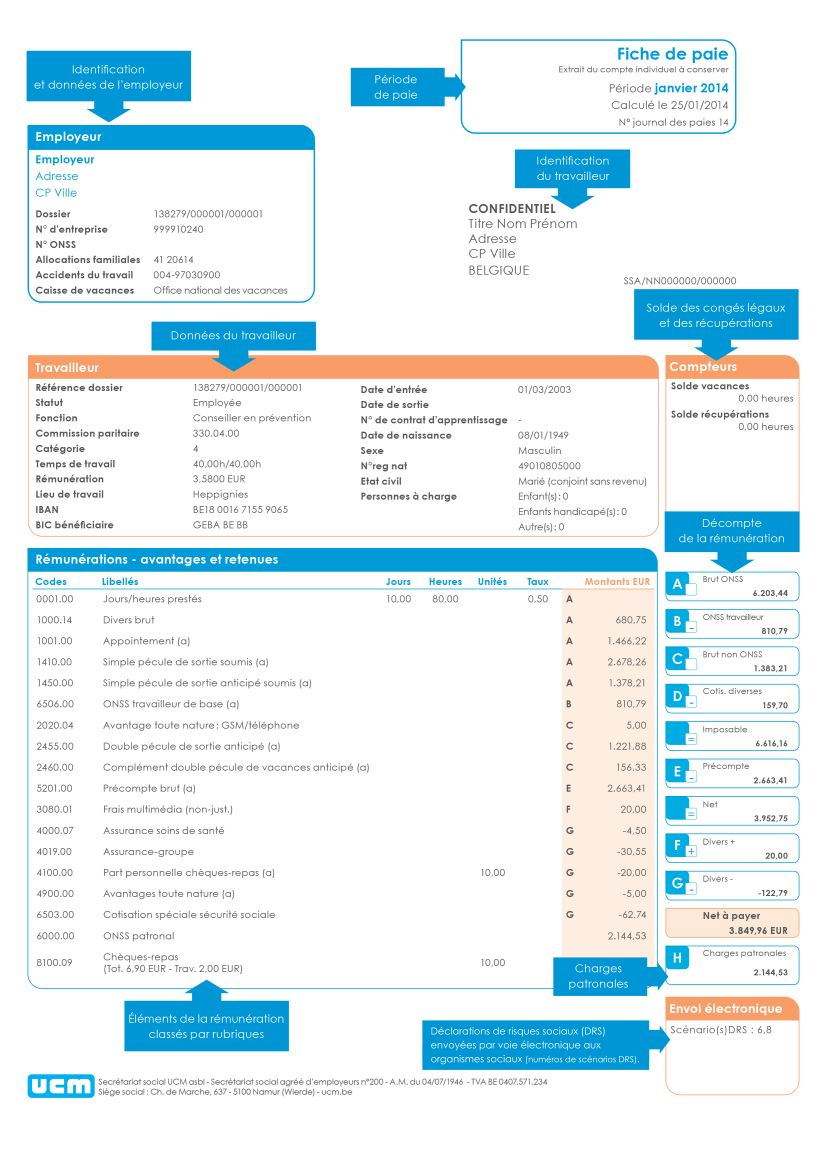 Identification
et données de l'employeur
Période
de paie
Fiche de paie
Extrait du compte individuel à conserver
Période janvier 2014
Calculé le 25/01/2014
N° journal des paies 14
Employeur
Employeur
Adresse
CP Ville
Dossier 138279/000001/000001
N° d'entreprise 999910240
N° ONSS
Allocations familiales 41 20614
Accidents du travail 004-97030900
Caisse de vacances Office national des vacances
Identification
du travailleur
CONFIDENTIEL
Titre Nom Prénom
Adresse
CP Ville
BELGIQUE
SSA/NN000000/000000
Données du travailleur
Solde des congés légaux
et des récupérations
Travailleur
Référence dossier 138279/000001/000001
Statut Employée
Fonction Conseiller en prévention
Commission paritaire 330.04.00
Catégorie 4
Temps de travail 40,00h/40,00h
Rémunération 3,5800 EUR
Lieu de travail Heppignies
IBAN BE18 0016 7155 9065
BIC bénéficiaire GEBA BE BB
Date d'entrée 01/03/2003
Date de sortie
N° de contrat d'apprentissage -
Date de naissance 08/01/1949
Sexe Masculin
N°reg nat 49010805000
Etat civil Marié (conjoint sans revenu)
Personnes à charge Enfant(s): 0
Enfants handicapé(s): 0
Autre(s): 0
Compteurs
Solde vacances
0,00 heures
Solde récupérations
0,00 heures
Décompte
de la rémunération
Rémunérations - avantages et retenues
Codes Libellés Jours Heures Unités Taux Montants EUR
0001.00 Jours/heures prestés 10,00 80,00 0,50 A
1000.14 Divers brut A 680,75
1001.00 Appointement (a) A 1.466,22
1410.00 Simple pécule de sortie soumis (a) A 2.678,26
1450.00 Simple pécule de sortie anticipé soumis (a) A 1.378,21
6506.00 ONSS travailleur de base (a) B 810,79
2020.04 Avantage toute nature: GSM/téléphone C 5,00
2455.00 Double pécule de sortie anticipé (a) C 1.221,88
2460.00 Complément double pécule de vacances anticipé (a) C 156,33
5201.00 Précompte brut (a) E 2.663,41
3080.01 Frais multimédia (non-just.) F 20,00
4000.07 Assurance soins de santé G -4,50
4019.00 Assurance-groupe G -30,55
4100.00 Part personnelle chèques-repas (a) 10,00 G -20,00
4900.00 Avantages toute nature (a) G -5,00
6503.00 Cotisation spéciale sécurité sociale G -62,74
6000.00 ONSS patronal 2.144,53
8100.09 Chèques-repas
(Tot. 6,90 EUR - Trav. 2,00 EUR) 10,00
A Brut ONSS
6.203,44
B - ONSS travailleur
810,79
C Brut non ONSS
1.383,21
D - Cotis. diverses
159,70
= Imposable
6.616,16
E - Précompte
2.663,41
= Net
3.952,75
F + Divers +
20,00
G - Divers -
-122,79
Net à payer
3.849,96 EUR
H Charges patronales
2.144,53
Charges
patronales
Envoi électronique
Scénario(s)DRS : 6,8
Éléments de la rémunération
classés par rubriques
Déclarations de risques sociaux (DRS)
envoyées par voie électronique aux
organismes sociaux (numéros de scénarios DRS).
ucm
Secrétariat social UCM asbl - Secrétariat social agréé d'employeurs n°200 - A.M. du 04/07/1946 - TVA BE 0407.571.234
Siège social : Ch. de Marche, 637 - 5100 Namur (Wierde) - ucm.be